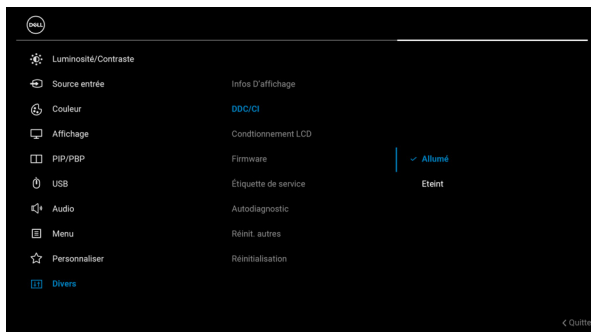 DELL
Luminosité/Contraste
Source entrée
Couleur
Affichage
PIP/PBP
USB
Audio
Menu
Personnaliser
Divers
Infos D'affichage
DDC/CI
Condtionnement LCD
Firmware
Étiquette de service
Autodiagnostic
Réinit. autres
Réinitialisation
Allumé
Eteint
Quitte